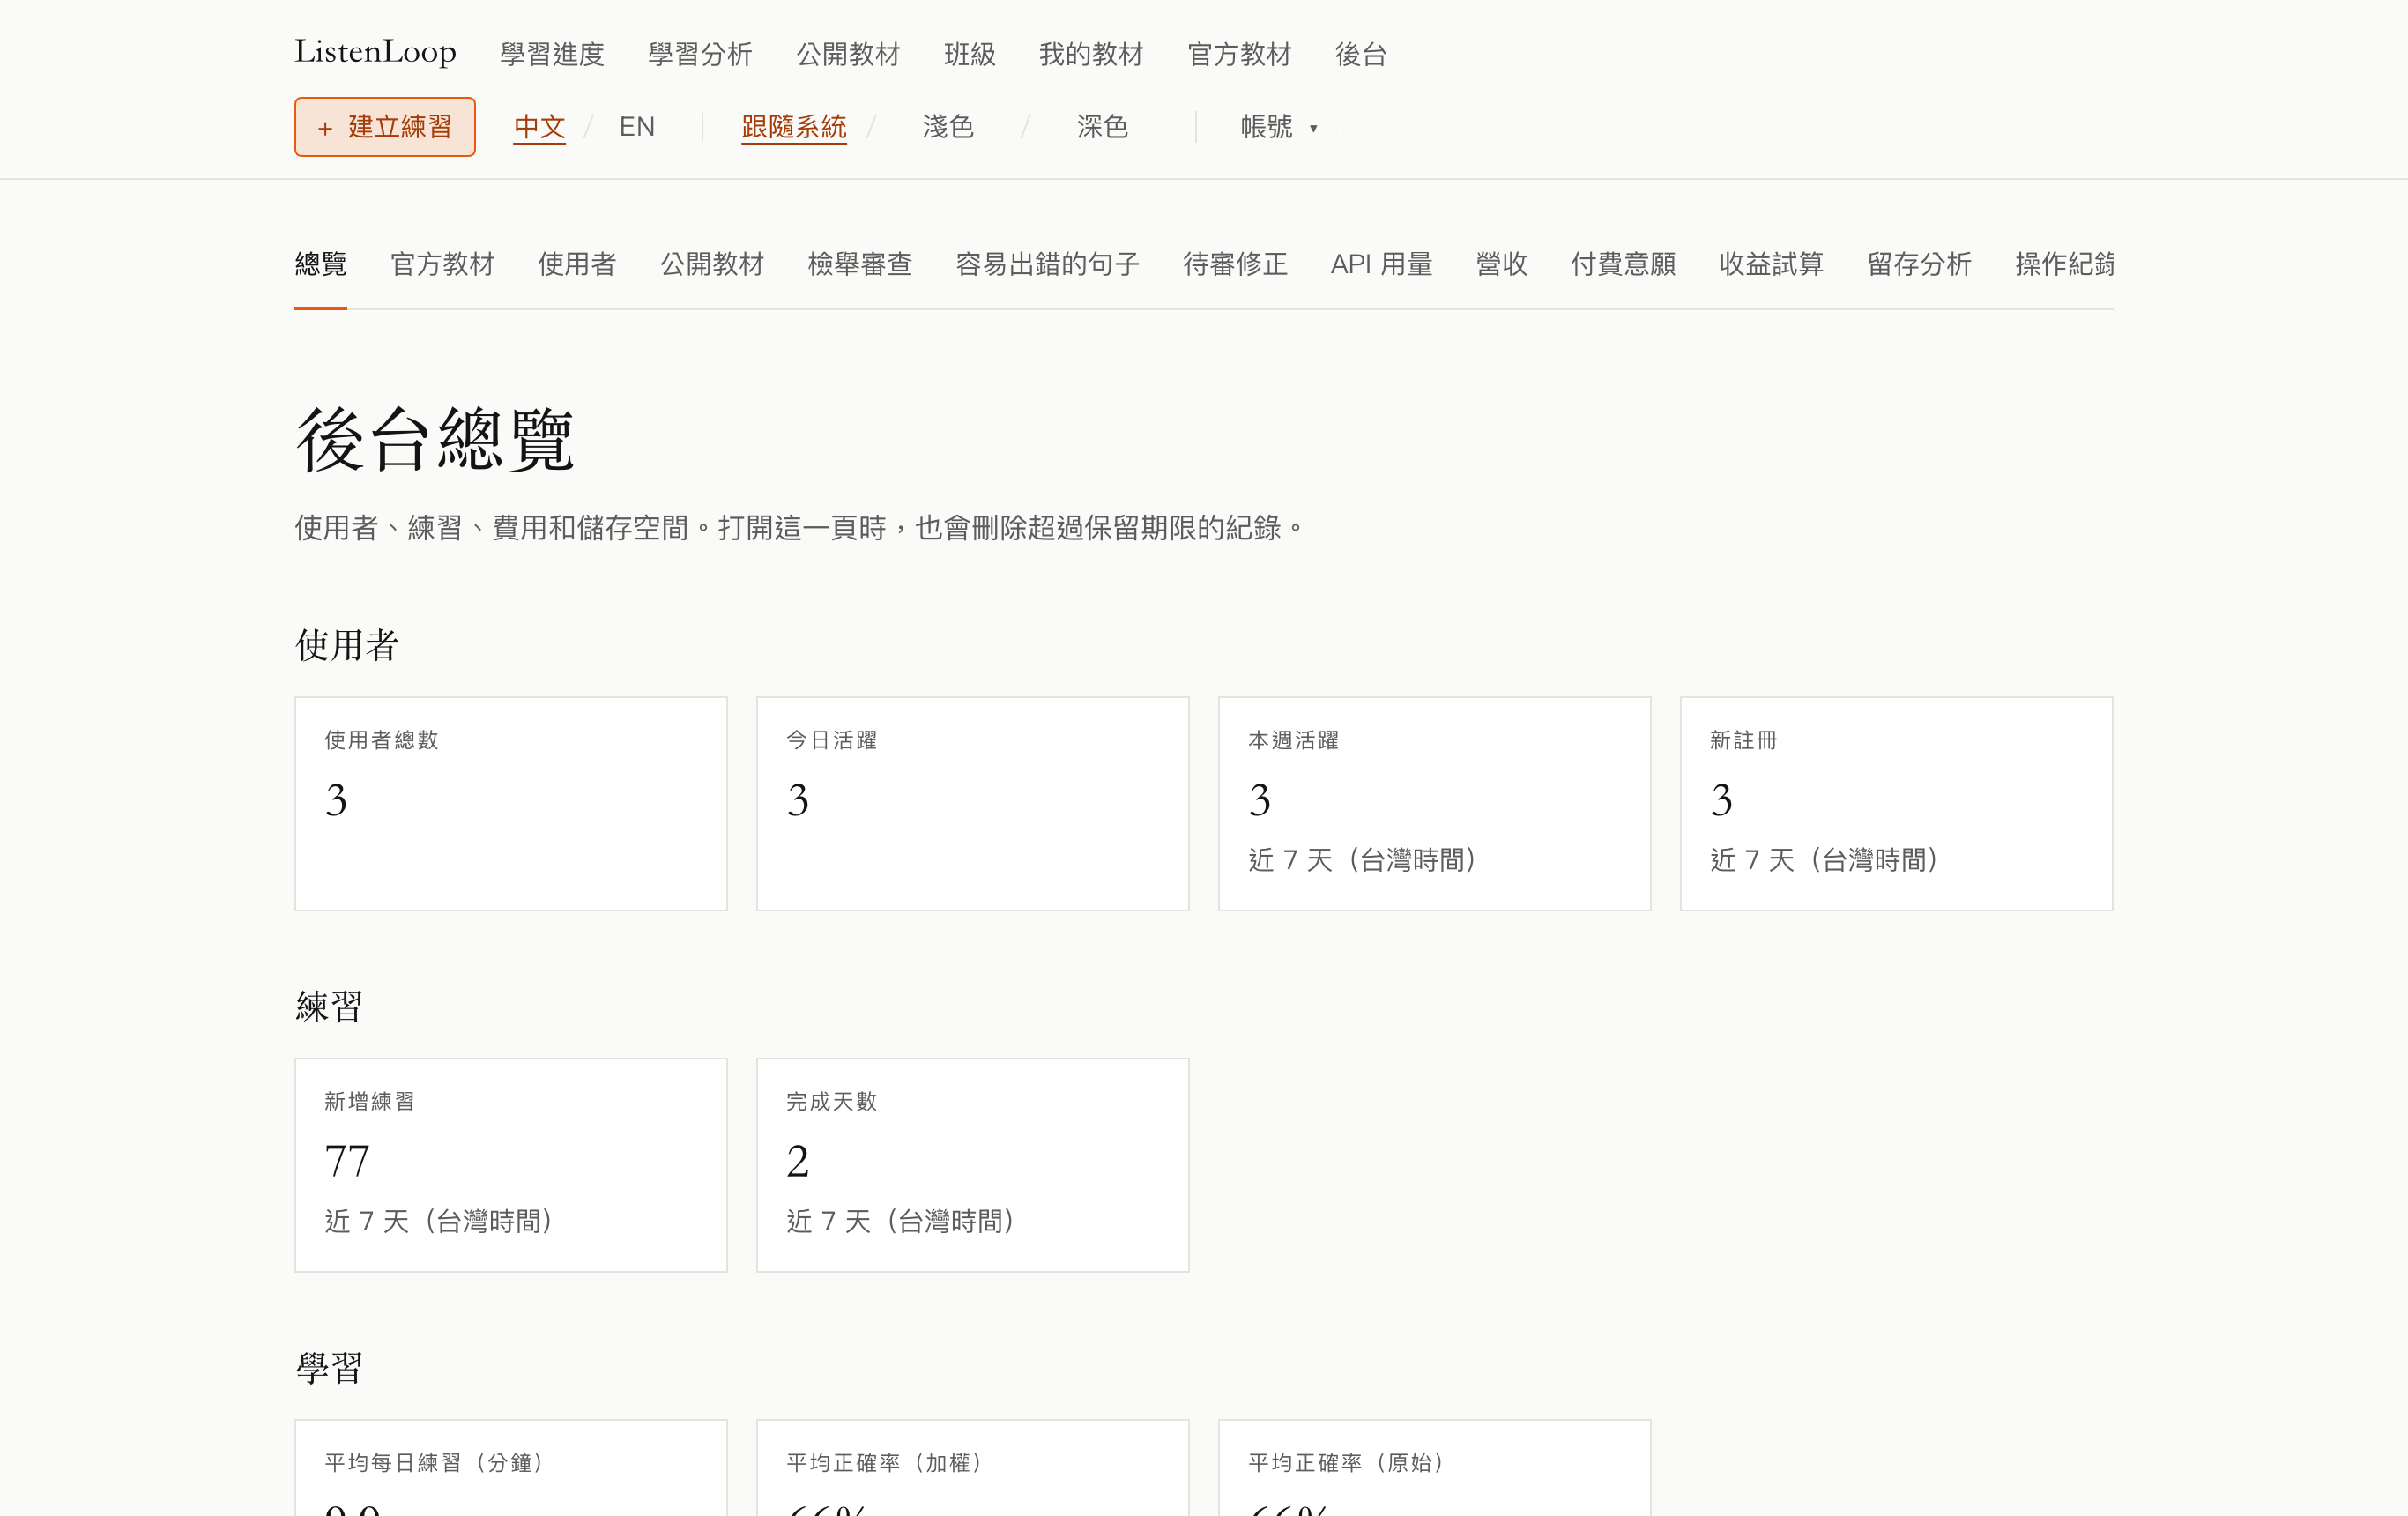 ListenLoop 學習進度 學習分析 公開教材 班級 我的教材 官方教材 後台
+ 建立練習 中文 / EN 跟隨系統 / 淺色 / 深色 帳號 ▾
總覽 官方教材 使用者 公開教材 檢舉審查 容易出錯的句子 待審修正 API 用量 營收 付費意願 收益試算 留存分析 操作紀錄
後台總覽
使用者、練習、費用和儲存空間。打開這一頁時，也會刪除超過保留期限的紀錄。
使用者
使用者總數 今日活躍 本週活躍 新註冊
3 3 3 3
近 7 天（台灣時間） 近 7 天（台灣時間）
練習
新增練習 完成天數
77 2
近 7 天（台灣時間） 近 7 天（台灣時間）
學習
平均每日練習（分鐘） 平均正確率（加權） 平均正確率（原始）